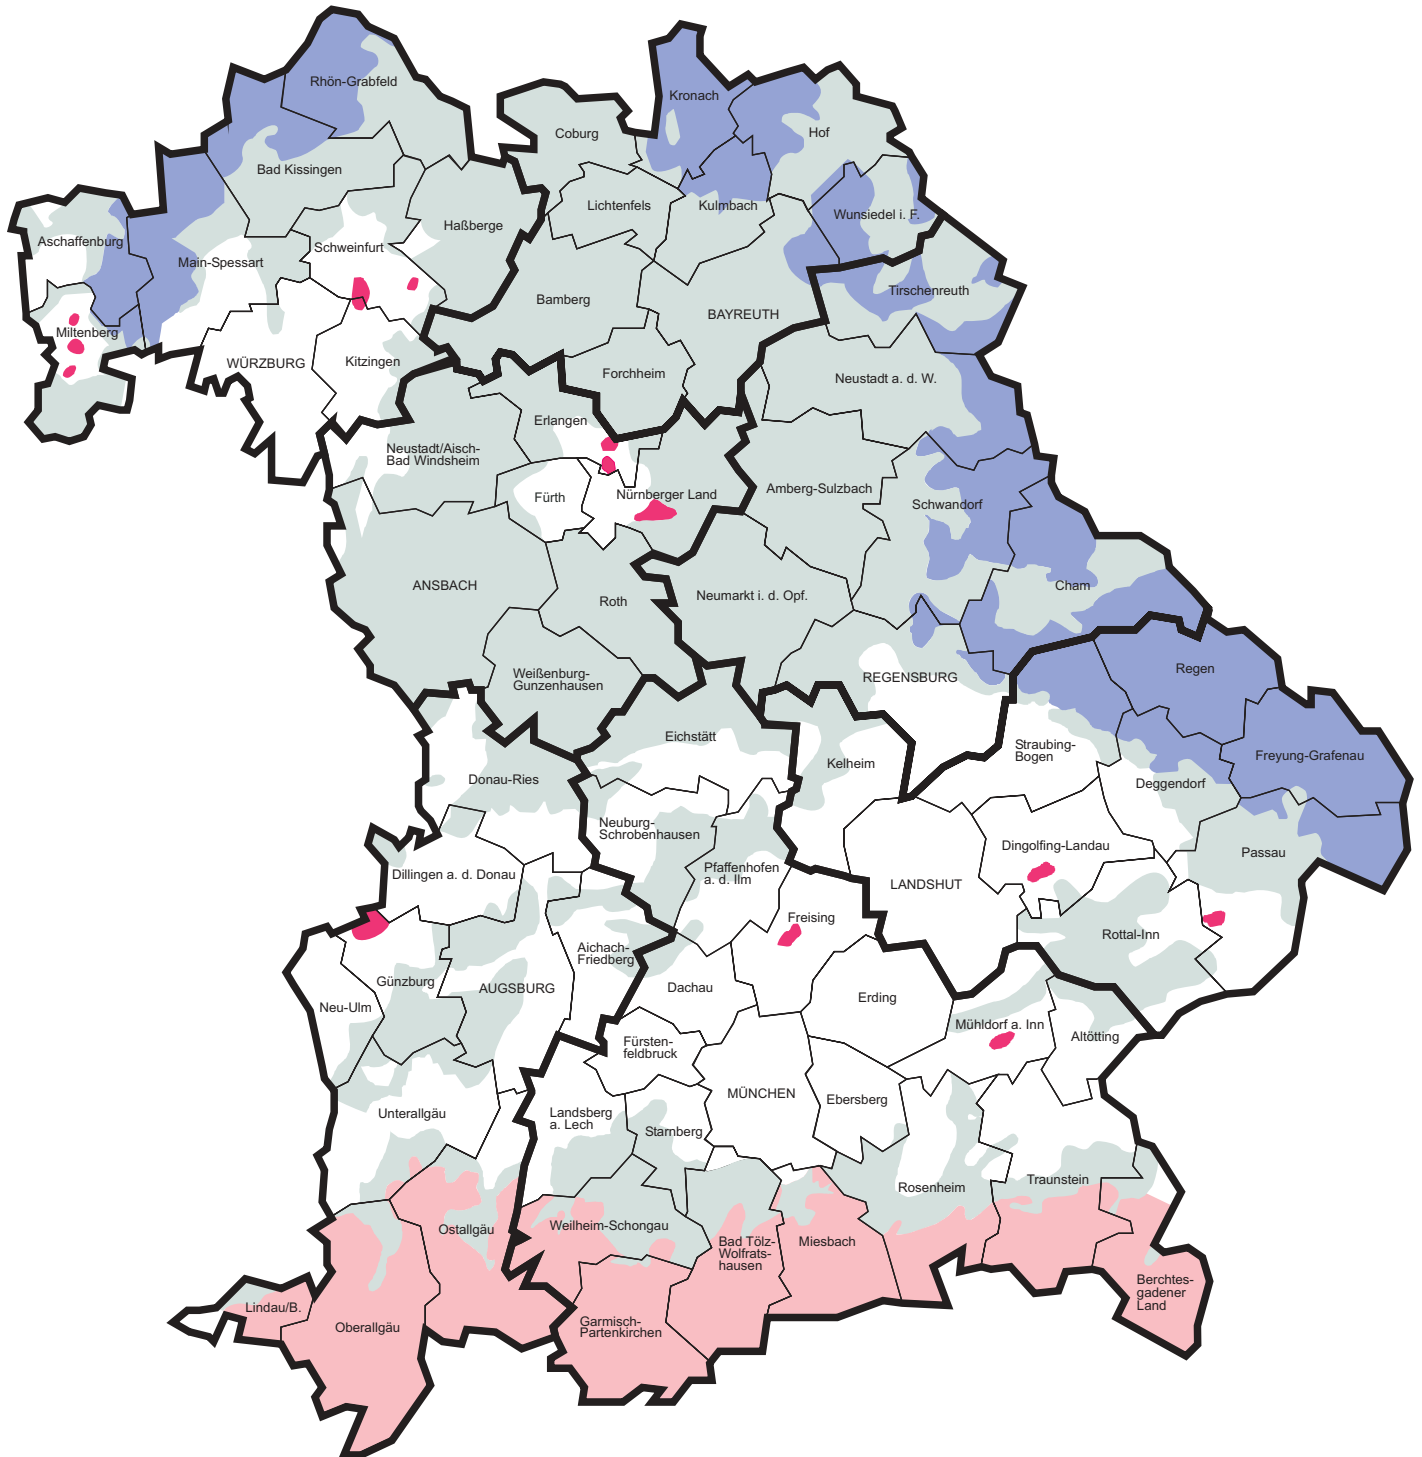 Rhön-Grabfeld
Kronach
Hof
Coburg
Bad Kissingen
Lichtenfels
Kulmbach
Wunsiedel i. F.
Haßberge
Aschaffenburg
Schweinfurt
Main-Spessart
Tirschenreuth
Bamberg
BAYREUTH
Miltenberg
WÜRZBURG
Kitzingen
Forchheim
Neustadt a. d. W.
Erlangen
Neustadt/Aisch-
Bad Windsheim
Fürth
Nürnberger Land
Amberg-Sulzbach
Schwandorf
ANSBACH
Roth
Neumarkt i. d. Opf.
Cham
Weißenburg-
Gunzenhausen
REGENSBURG
Regen
Eichstätt
Straubing-
Bogen
Freyung-Grafenau
Kelheim
Donau-Ries
Deggendorf
Neuburg-
Schrobenhausen
Dingolfing-Landau
Passau
Pfaffenhofen
a. d. Ilm
Dillingen a. d. Donau
LANDSHUT
Freising
Rottal-Inn
Aichach-
Friedberg
Günzburg
AUGSBURG
Dachau
Erding
Neu-Ulm
Mühldorf a. Inn
Altötting
Fürsten-
feldbruck
MÜNCHEN
Ebersberg
Unterallgäu
Landsberg
a. Lech
Starnberg
Rosenheim
Traunstein
Ostallgäu
Weilheim-Schongau
Bad Tölz-
Wolfrats-
hausen
Miesbach
Berchtes-
gadener
Land
Lindau/B.
Oberallgäu
Garmisch-
Partenkirchen